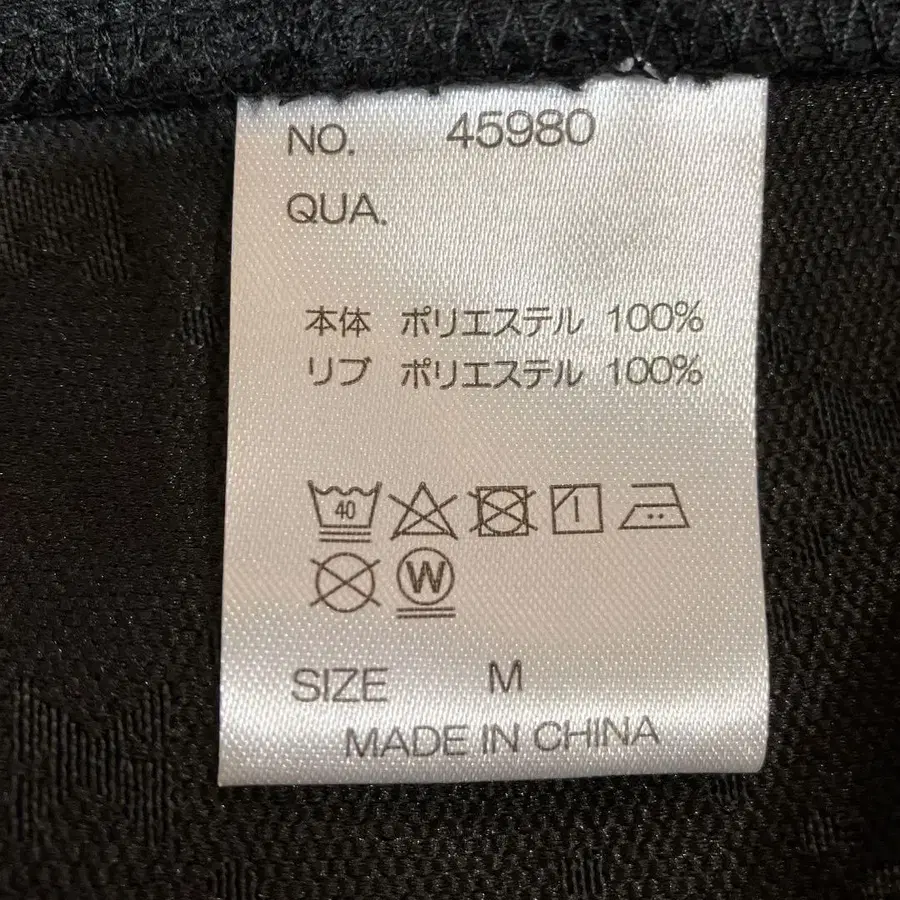 NO. 45980
QUA.
本体 ポリエステル 100%
リブ ポリエステル 100%
40
W
SIZE M
MADE IN CHINA